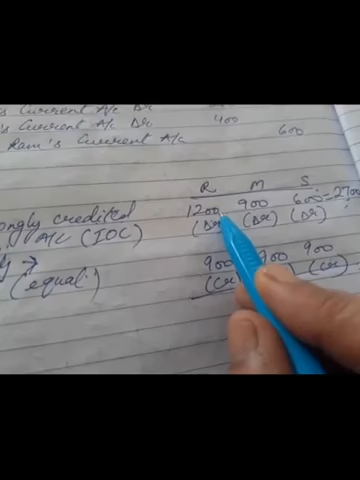 's Current A/c Dr
's Current A/c Dr 400
Ram's Current A/c 600
R M S
1200 900 600 = 2700
(Dr) (Dr) (Dr)
ongly credited
A/c (IOC)
y →
(equal)
900 900 900
(Cr) (Cr)